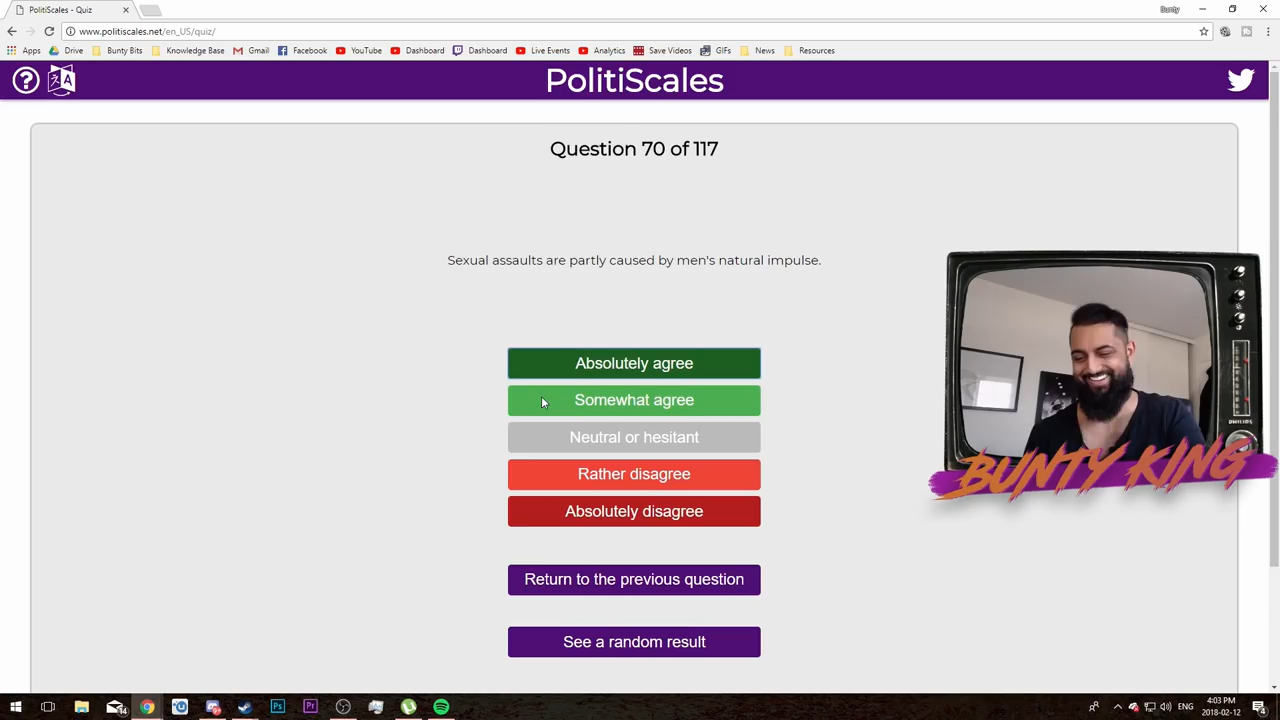 PolitiScales - Quiz
Bunty
www.politiscales.net/en_US/quiz/
Apps Drive Bunty Bits Knowledge Base Gmail Facebook YouTube Dashboard Dashboard Live Events Analytics Save Videos GIFs News Resources
PolitiScales
Question 70 of 117
Sexual assaults are partly caused by men's natural impulse.
Absolutely agree
Somewhat agree
Neutral or hesitant
Rather disagree
Absolutely disagree
Return to the previous question
See a random result
PHILIPS
BUNTY KING
ENG
4:03 PM
2018-02-12